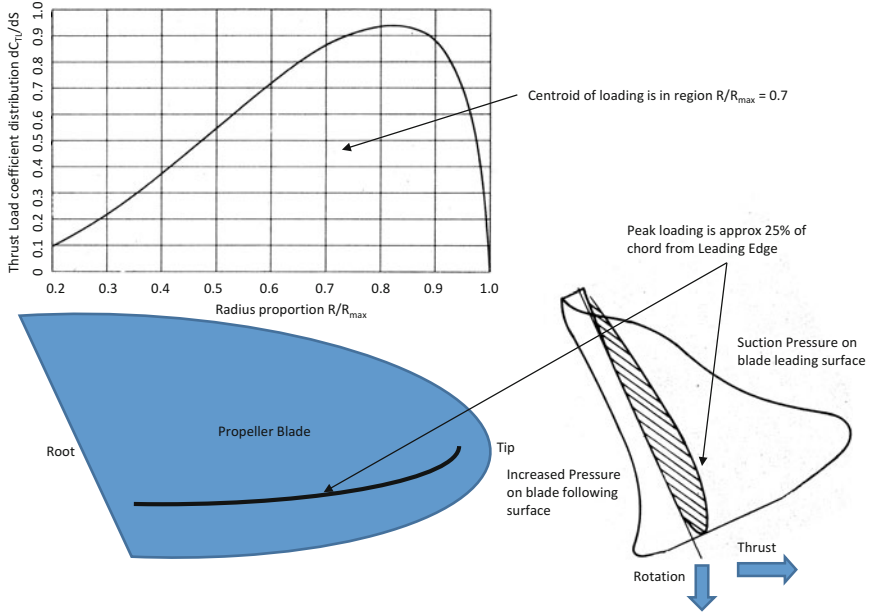 Thrust Load coefficient distribution dC_TL/dS
1.0
0.9
0.8
0.7
0.6
0.5
0.4
0.3
0.2
0.1
0
0.2 0.3 0.4 0.5 0.6 0.7 0.8 0.9 1.0
Radius proportion R/R_max
Centroid of loading is in region R/R_max = 0.7
Peak loading is approx 25% of
chord from Leading Edge
Suction Pressure on
blade leading surface
Propeller Blade
Root
Tip
Increased Pressure
on blade following
surface
Thrust
Rotation